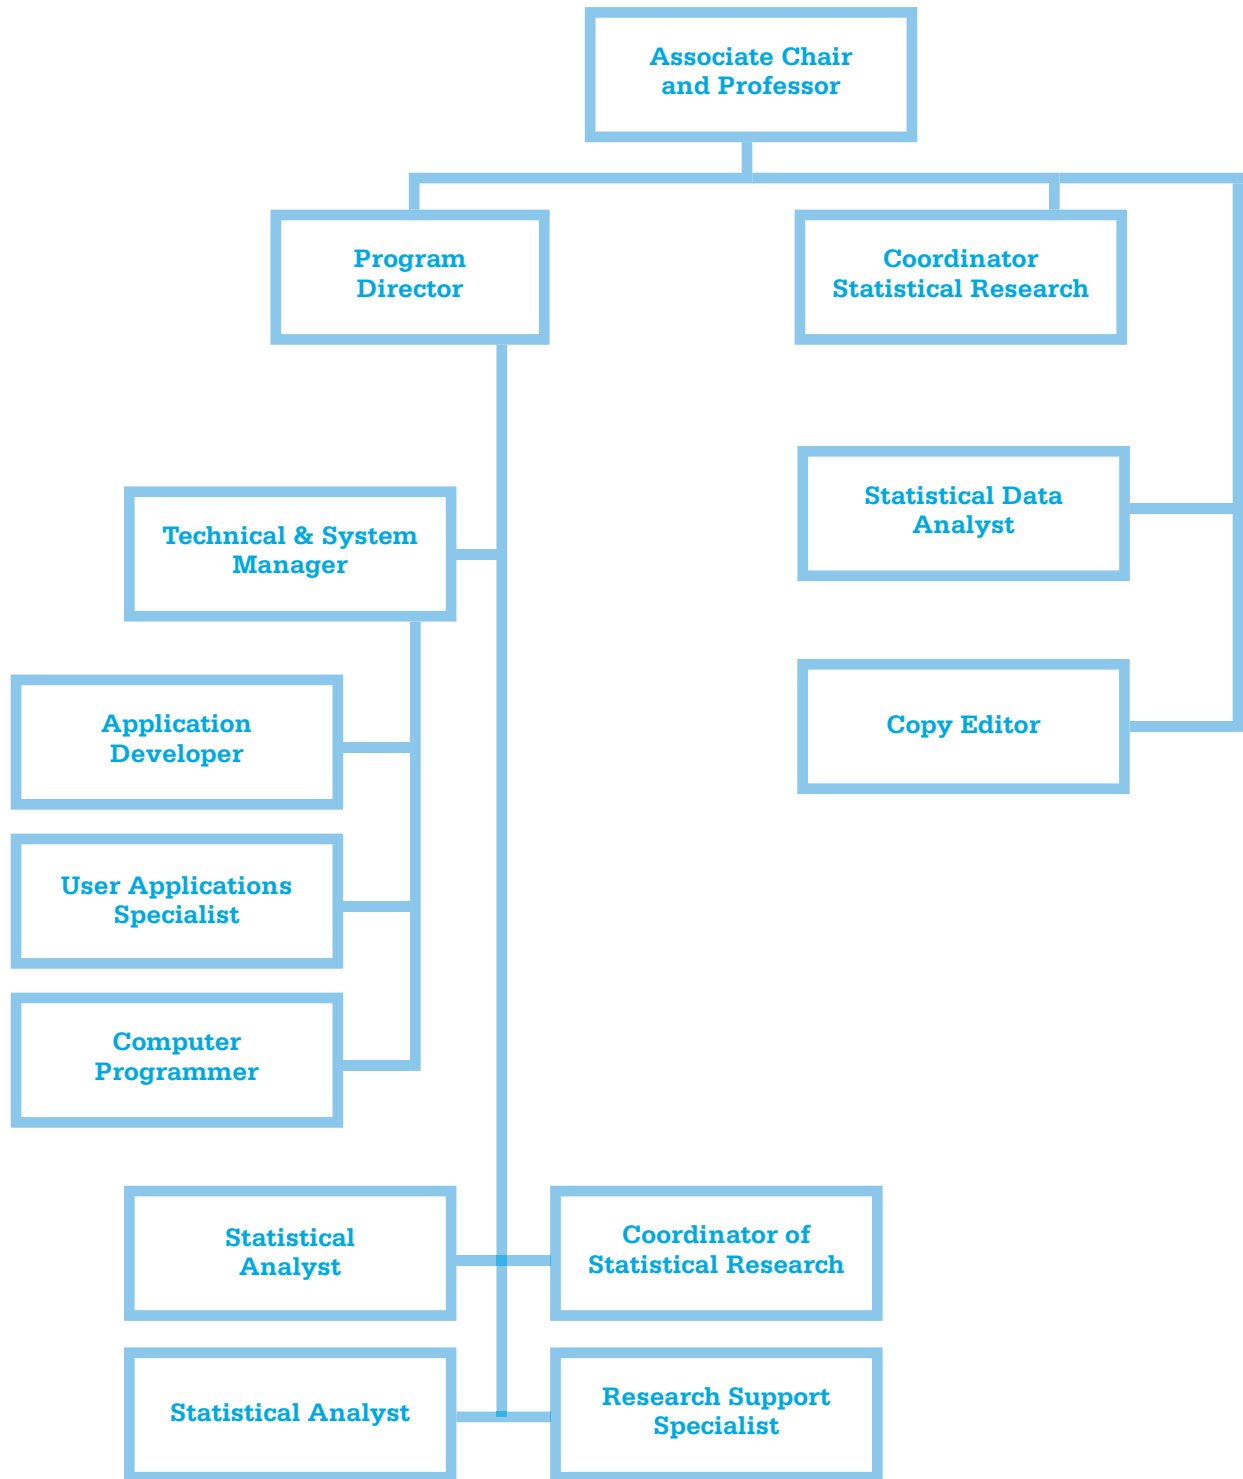 Associate Chair
and Professor
Program
Director
Coordinator
Statistical Research
Statistical Data
Analyst
Technical & System
Manager
Copy Editor
Application
Developer
User Applications
Specialist
Computer
Programmer
Statistical
Analyst
Coordinator of
Statistical Research
Statistical Analyst
Research Support
Specialist